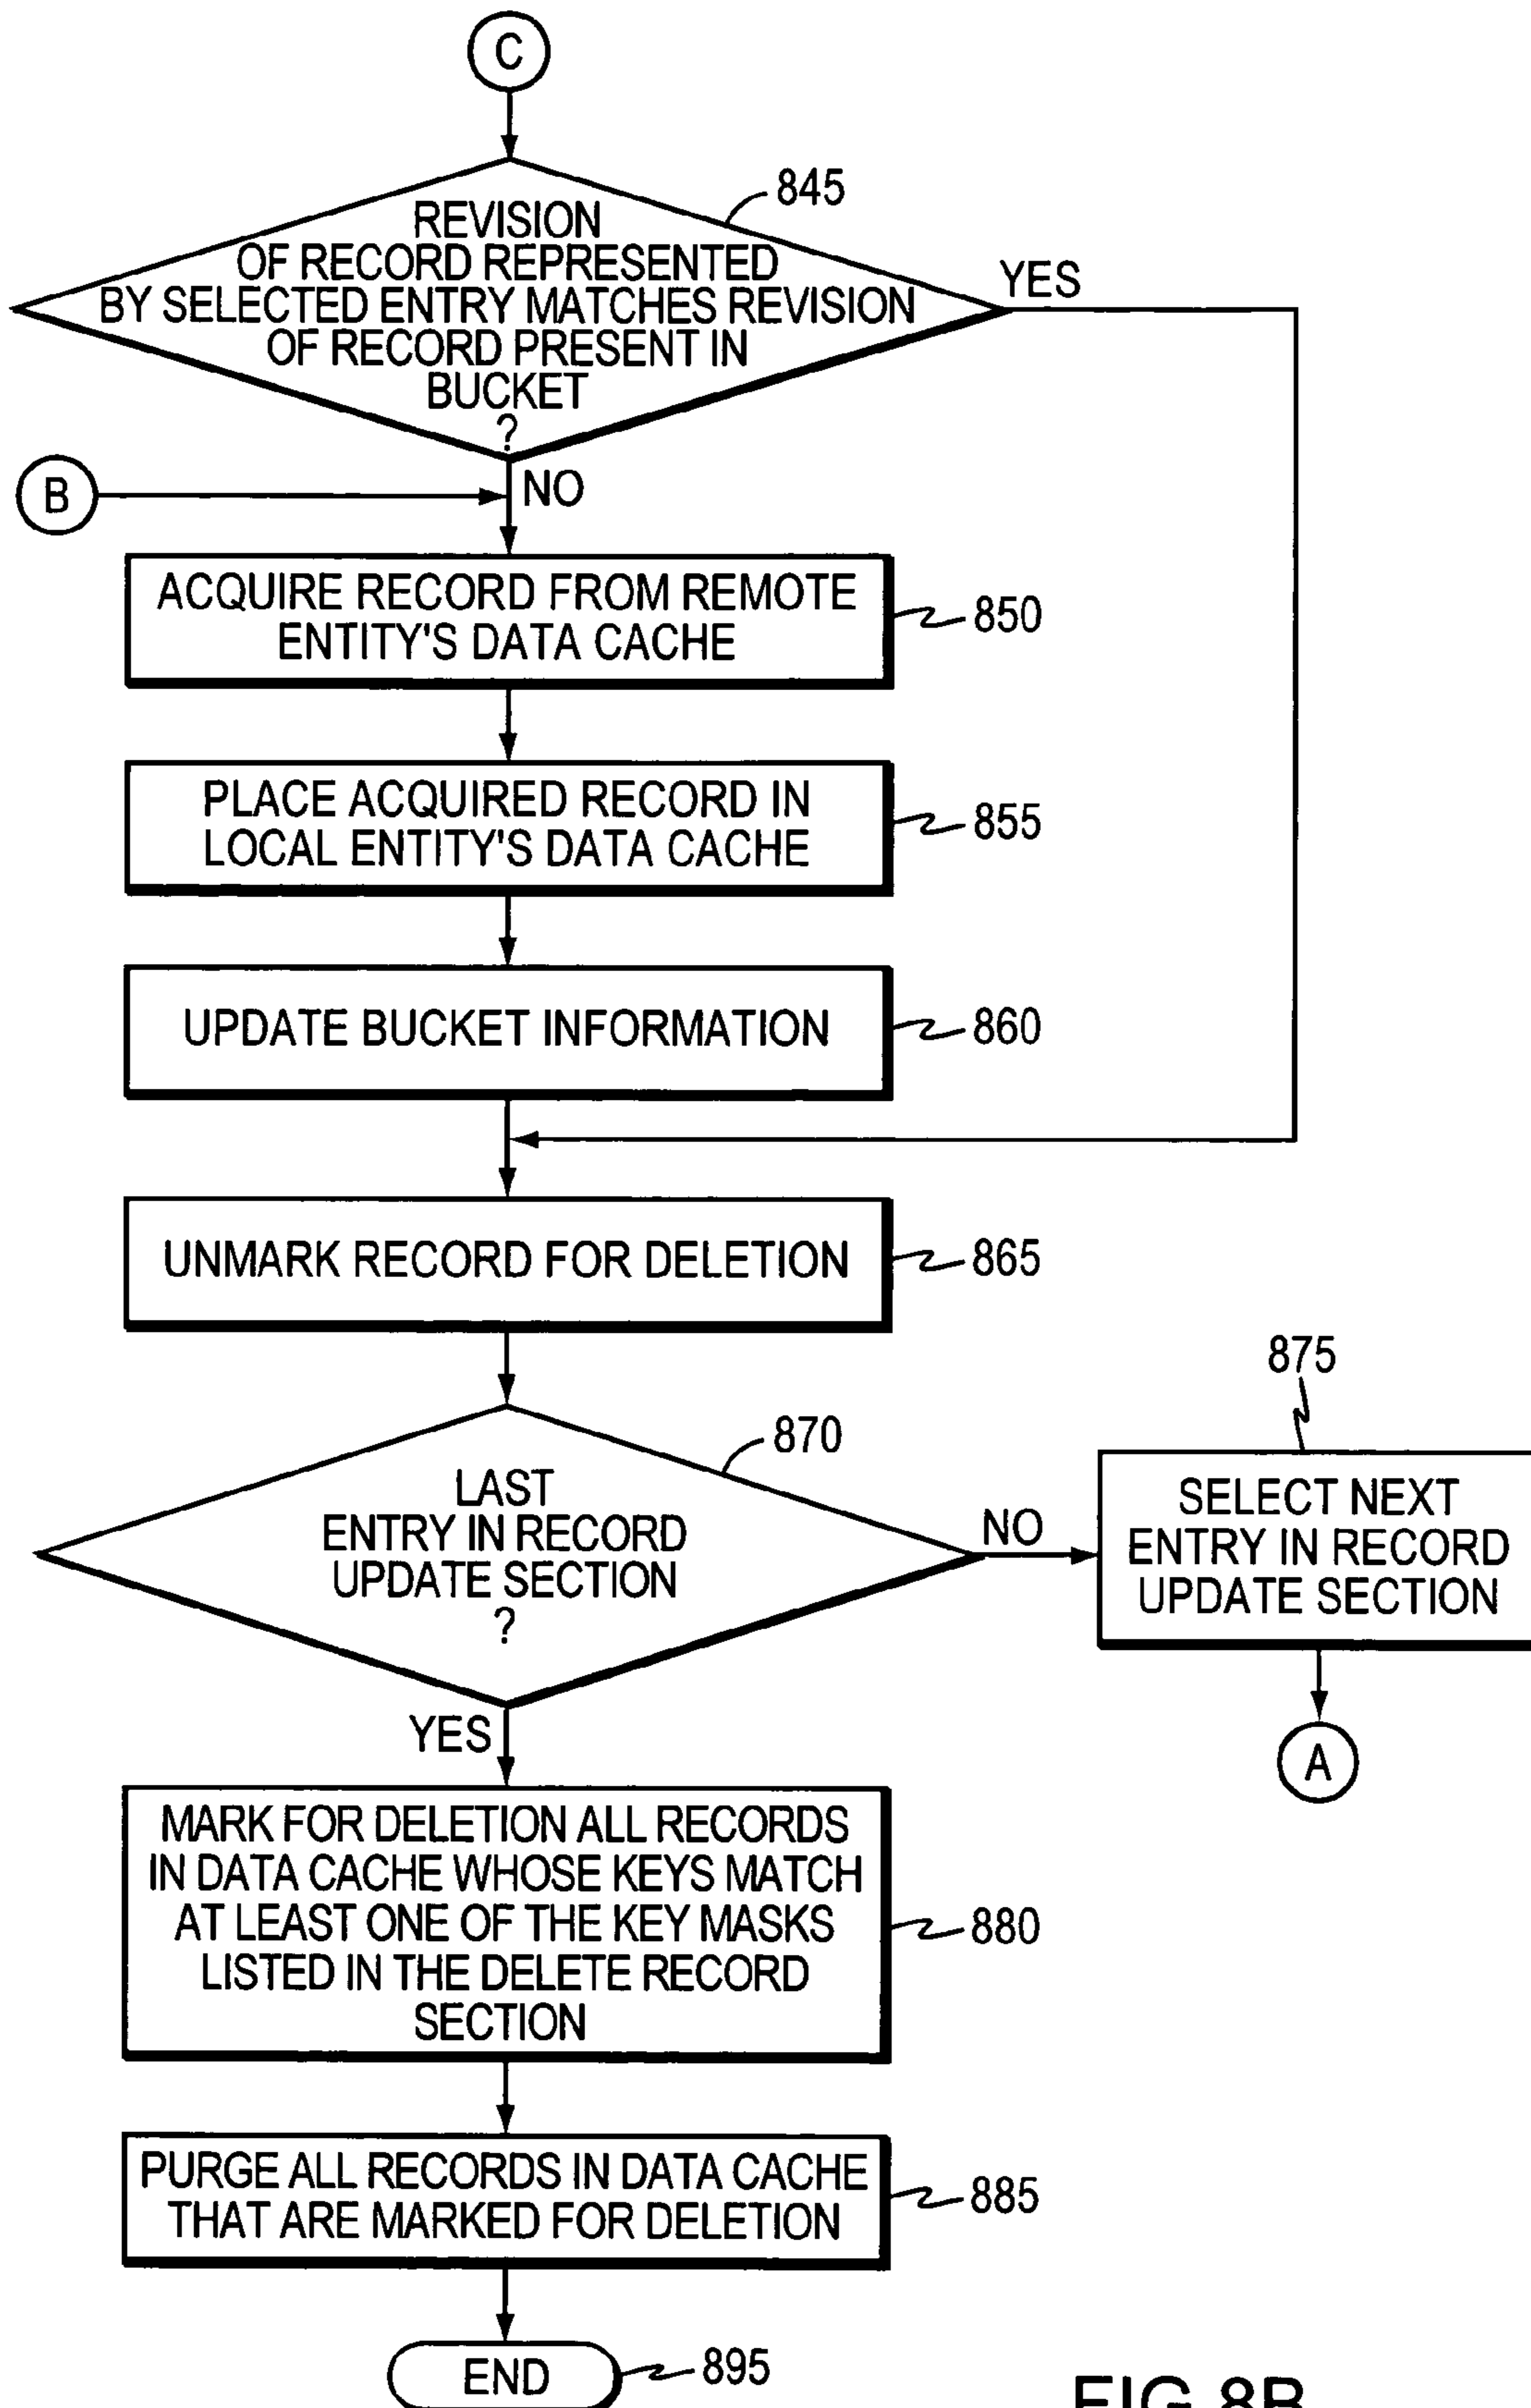 C
845
REVISION
OF RECORD REPRESENTED
BY SELECTED ENTRY MATCHES REVISION
OF RECORD PRESENT IN
BUCKET
?
YES
B
NO
ACQUIRE RECORD FROM REMOTE
ENTITY'S DATA CACHE
850
PLACE ACQUIRED RECORD IN
LOCAL ENTITY'S DATA CACHE
855
UPDATE BUCKET INFORMATION
860
UNMARK RECORD FOR DELETION
865
870
LAST
ENTRY IN RECORD
UPDATE SECTION
?
NO
875
SELECT NEXT
ENTRY IN RECORD
UPDATE SECTION
A
YES
MARK FOR DELETION ALL RECORDS
IN DATA CACHE WHOSE KEYS MATCH
AT LEAST ONE OF THE KEY MASKS
LISTED IN THE DELETE RECORD
SECTION
880
PURGE ALL RECORDS IN DATA CACHE
THAT ARE MARKED FOR DELETION
885
END
895
FIG 8B